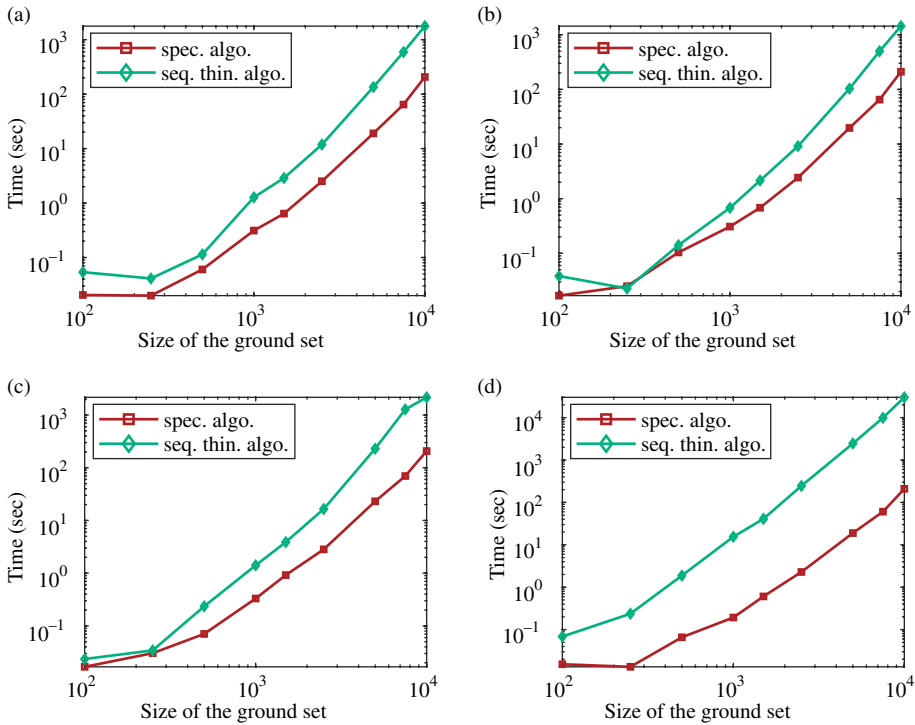 (a)
10^3
10^2
10^1
10^0
10^-1
Time (sec)
spec. algo.
seq. thin. algo.
10^2
10^3
10^4
Size of the ground set
(b)
10^3
10^2
10^1
10^0
10^-1
Time (sec)
spec. algo.
seq. thin. algo.
10^2
10^3
10^4
Size of the ground set
(c)
10^3
10^2
10^1
10^0
10^-1
Time (sec)
spec. algo.
seq. thin. algo.
10^2
10^3
10^4
Size of the ground set
(d)
10^4
10^3
10^2
10^1
10^0
10^-1
Time (sec)
spec. algo.
seq. thin. algo.
10^2
10^3
10^4
Size of the ground set